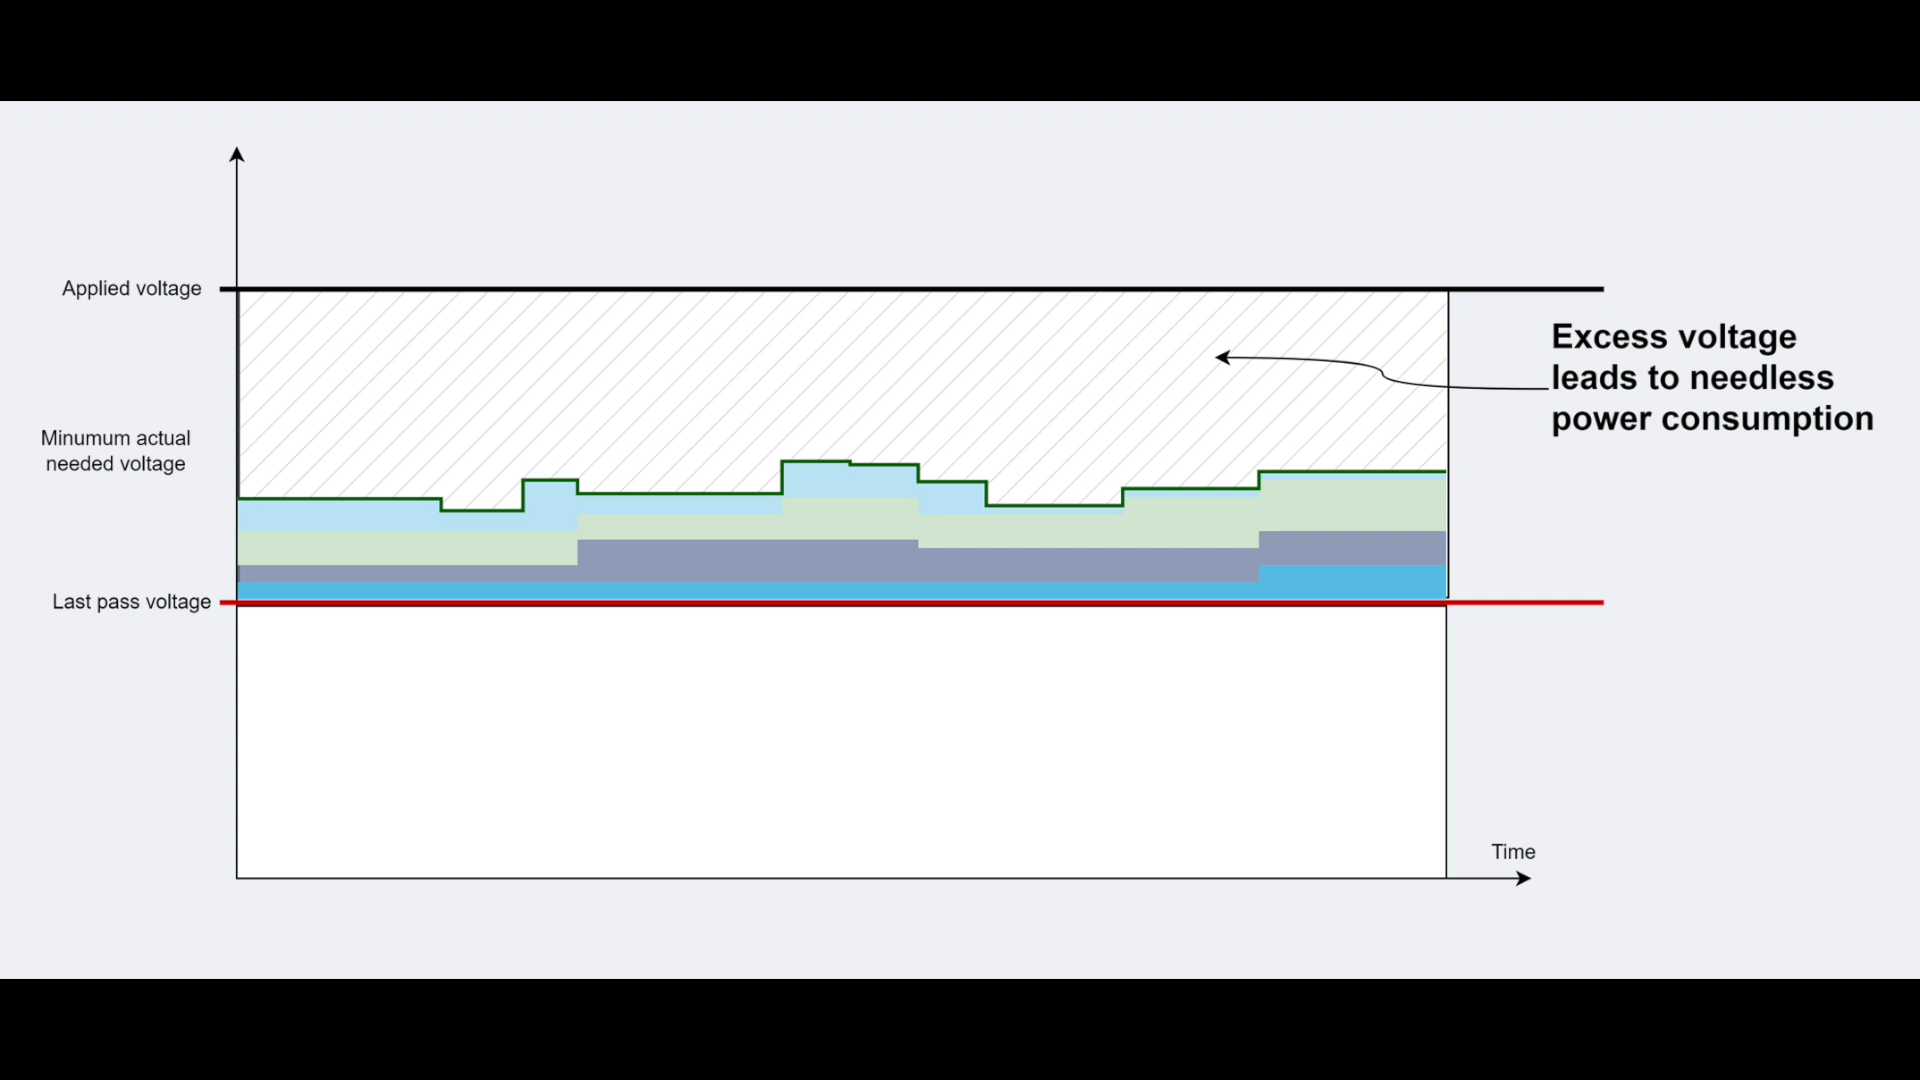 Applied voltage
Excess voltage
leads to needless
power consumption
Minumum actual
needed voltage
Last pass voltage
Time